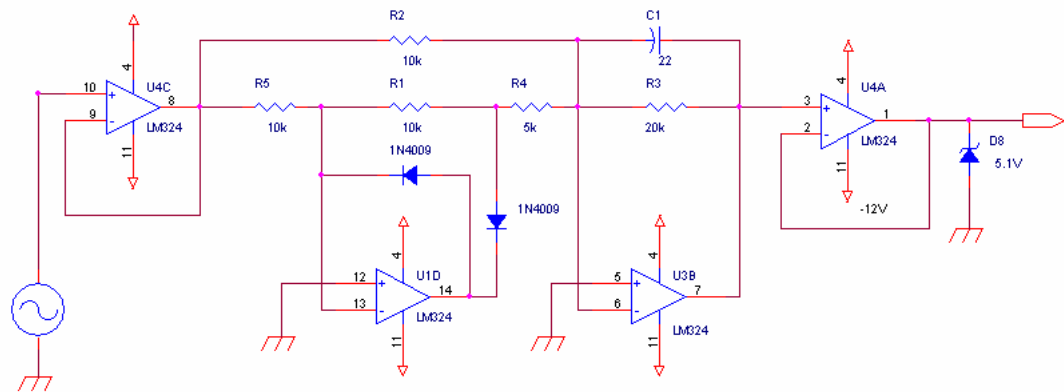 R2
C1
10k
22
4
U4C
10
8
9
LM324
11
R5
10k
R1
10k
R4
5k
R3
20k
4
U4A
3
1
2
LM324
11
-12V
D8
5.1V
1N4009
1N4009
4
U1D
12
14
13
LM324
11
4
U3B
5
7
6
LM324
11